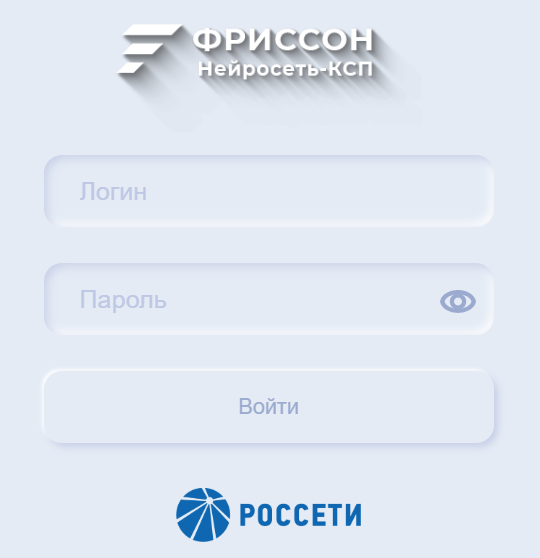 ФРИССОН
Нейросеть-КСП
Логин
Пароль
Войти
РОССЕТИ